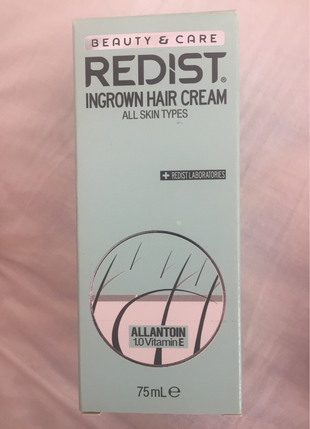 BEAUTY & CARE
REDIST®
INGROWN HAIR CREAM
ALL SKIN TYPES
+ REDIST LABORATORIES
ALLANTOIN
1.0 Vitamin E
75mL e